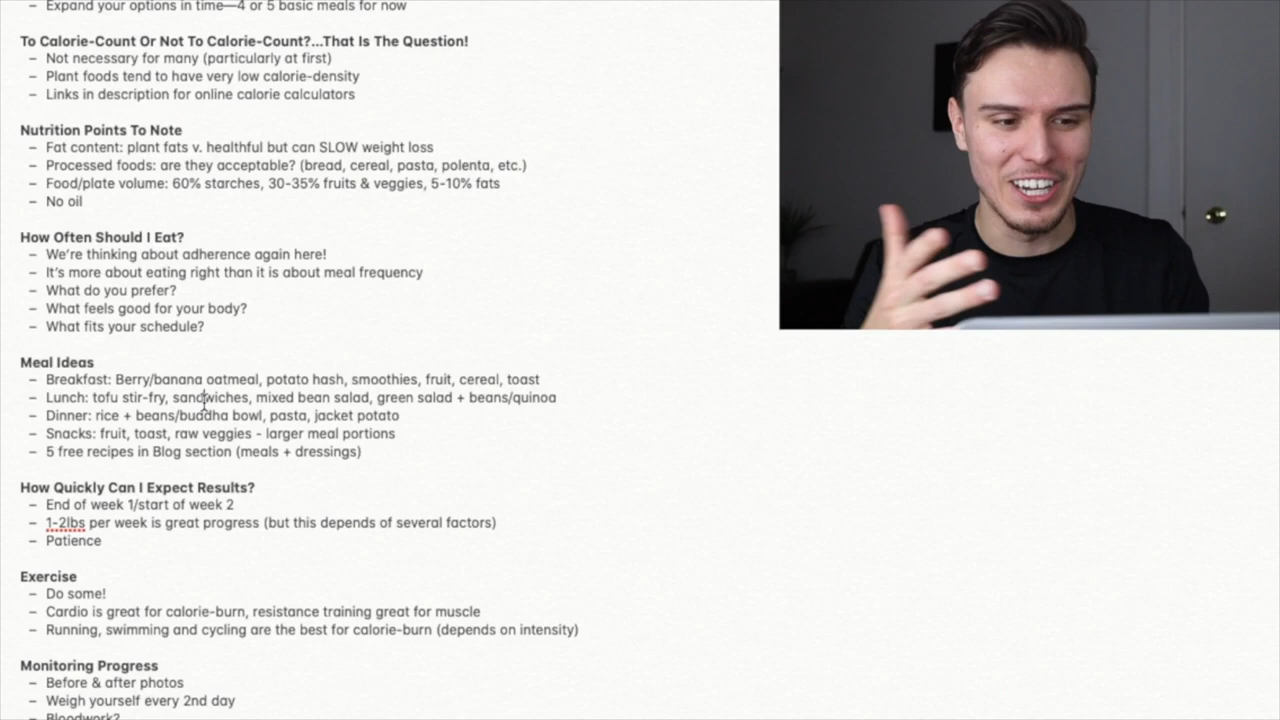 – Expand your options in time—4 or 5 basic meals for now
To Calorie-Count Or Not To Calorie-Count?...That Is The Question!
– Not necessary for many (particularly at first)
– Plant foods tend to have very low calorie-density
– Links in description for online calorie calculators
Nutrition Points To Note
– Fat content: plant fats v. healthful but can SLOW weight loss
– Processed foods: are they acceptable? (bread, cereal, pasta, polenta, etc.)
– Food/plate volume: 60% starches, 30-35% fruits & veggies, 5-10% fats
– No oil
How Often Should I Eat?
– We’re thinking about adherence again here!
– It’s more about eating right than it is about meal frequency
– What do you prefer?
– What feels good for your body?
– What fits your schedule?
Meal Ideas
– Breakfast: Berry/banana oatmeal, potato hash, smoothies, fruit, cereal, toast
– Lunch: tofu stir-fry, sandwiches, mixed bean salad, green salad + beans/quinoa
– Dinner: rice + beans/buddha bowl, pasta, jacket potato
– Snacks: fruit, toast, raw veggies - larger meal portions
– 5 free recipes in Blog section (meals + dressings)
How Quickly Can I Expect Results?
– End of week 1/start of week 2
– 1-2lbs per week is great progress (but this depends of several factors)
– Patience
Exercise
– Do some!
– Cardio is great for calorie-burn, resistance training great for muscle
– Running, swimming and cycling are the best for calorie-burn (depends on intensity)
Monitoring Progress
– Before & after photos
– Weigh yourself every 2nd day
– Bloodwork?